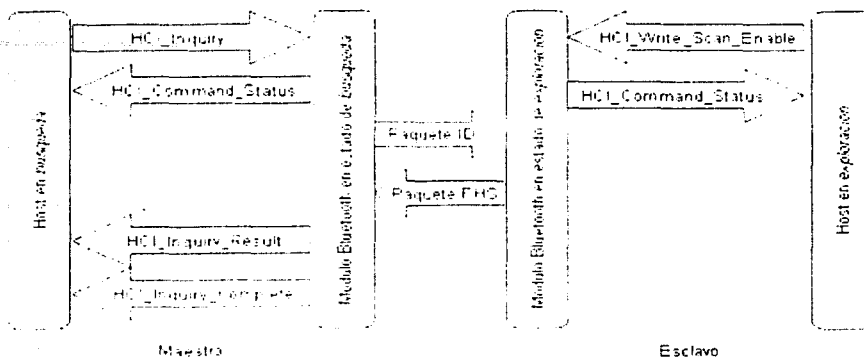 HCI_Inquiry
HCI_Write_Scan_Enable
HCI_Command_Status
HCI_Command_Status
Paquete ID
Paquete FHS
HCI_Inquiry_Result
HCI_Inquiry_Complete
Host en búsqueda
Módulo Bluetooth en estado de búsqueda
Módulo Bluetooth en estado de exploración
Host en exploración
Maestro
Esclavo